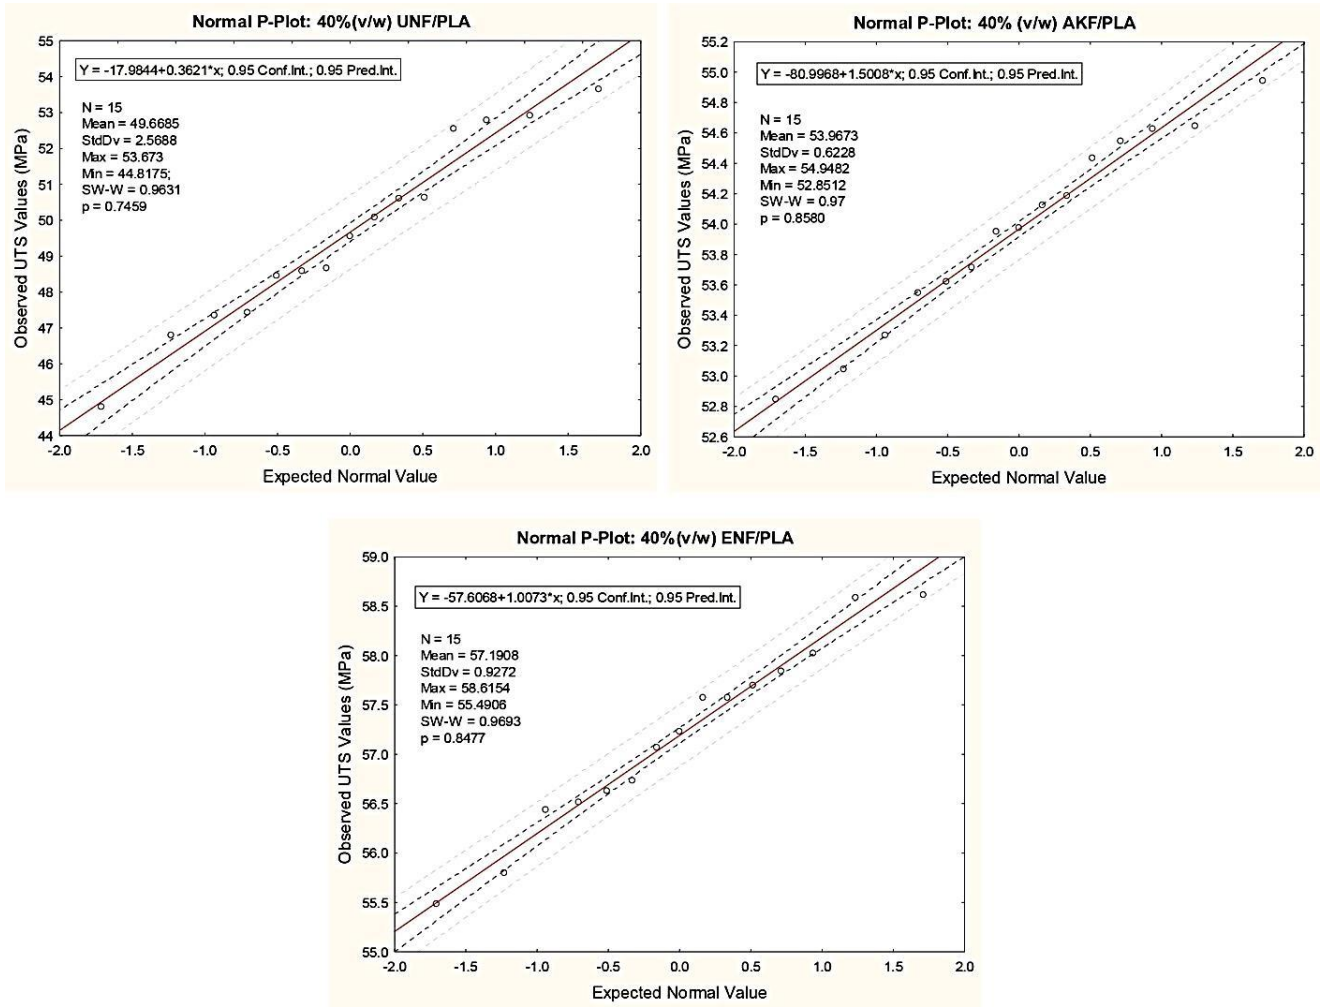 Normal P-Plot: 40%(v/w) UNF/PLA
Y = -17.9844+0.3621*x; 0.95 Conf.Int.; 0.95 Pred.Int.
N = 15
Mean = 49.6685
StdDv = 2.5688
Max = 53.673
Min = 44.8175;
SW-W = 0.9631
p = 0.7459
Observed UTS Values (MPa)
55
54
53
52
51
50
49
48
47
46
45
44
-2.0 -1.5 -1.0 -0.5 0.0 0.5 1.0 1.5 2.0
Expected Normal Value
Normal P-Plot: 40% (v/w) AKF/PLA
Y = -80.9968+1.5008*x; 0.95 Conf.Int.; 0.95 Pred.Int.
N = 15
Mean = 53.9673
StdDv = 0.6228
Max = 54.9482
Min = 52.8512
SW-W = 0.97
p = 0.8580
Observed UTS Values (MPa)
55.2
55.0
54.8
54.6
54.4
54.2
54.0
53.8
53.6
53.4
53.2
53.0
52.8
52.6
-2.0 -1.5 -1.0 -0.5 0.0 0.5 1.0 1.5 2.0
Expected Normal Value
Normal P-Plot: 40%(v/w) ENF/PLA
Y = -57.6068+1.0073*x; 0.95 Conf.Int.; 0.95 Pred.Int.
N = 15
Mean = 57.1908
StdDv = 0.9272
Max = 58.6154
Min = 55.4906
SW-W = 0.9693
p = 0.8477
Observed UTS Values (MPa)
59.0
58.5
58.0
57.5
57.0
56.5
56.0
55.5
55.0
-2.0 -1.5 -1.0 -0.5 0.0 0.5 1.0 1.5 2.0
Expected Normal Value